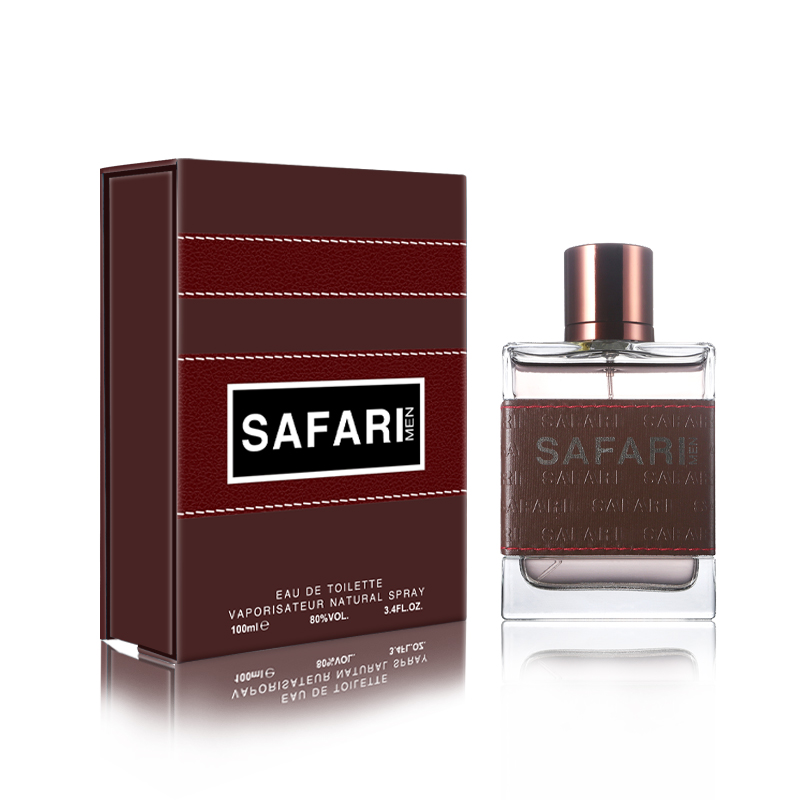 SAFARI MEN
EAU DE TOILETTE
VAPORISATEUR NATURAL SPRAY
100ml e 80%VOL. 3.4FL.OZ.
SAFARI SAFARI
SAFARI MEN
SAFARI
SAFARI
SAFARI